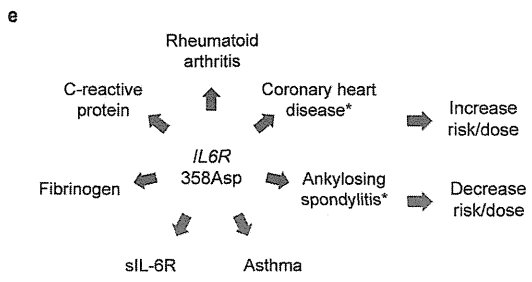 e
Rheumatoid
arthritis
C-reactive
protein
Coronary heart
disease*
Increase
risk/dose
IL6R
358Asp
Fibrinogen
Ankylosing
spondylitis*
Decrease
risk/dose
sIL-6R
Asthma